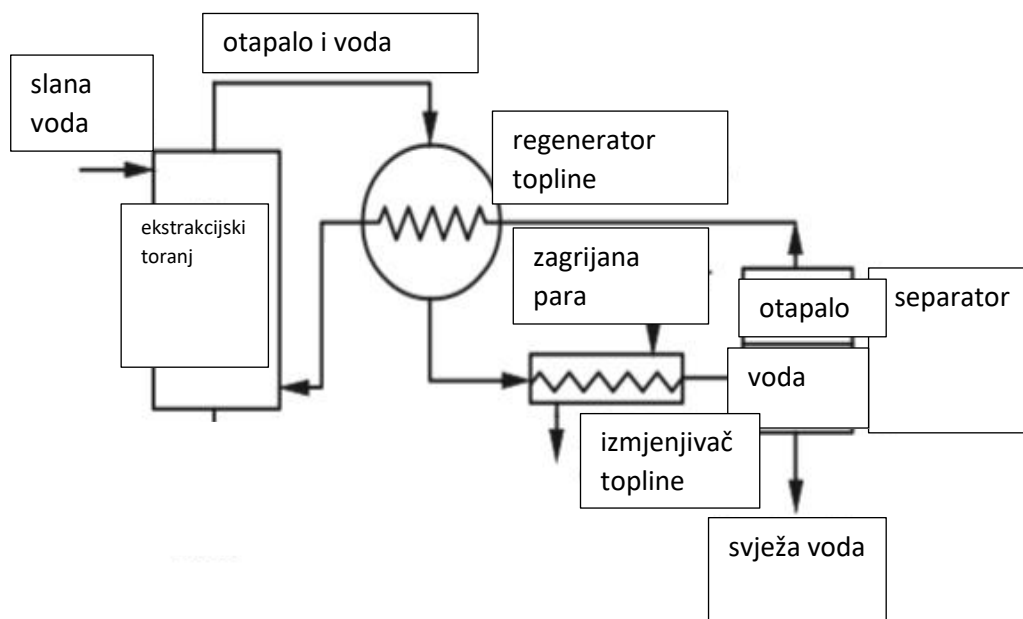 otapalo i voda
slana
voda
regenerator
topline
ekstrakcijski
toranj
zagrijana
para
otapalo
separator
voda
izmjenjivač
topline
svježa voda